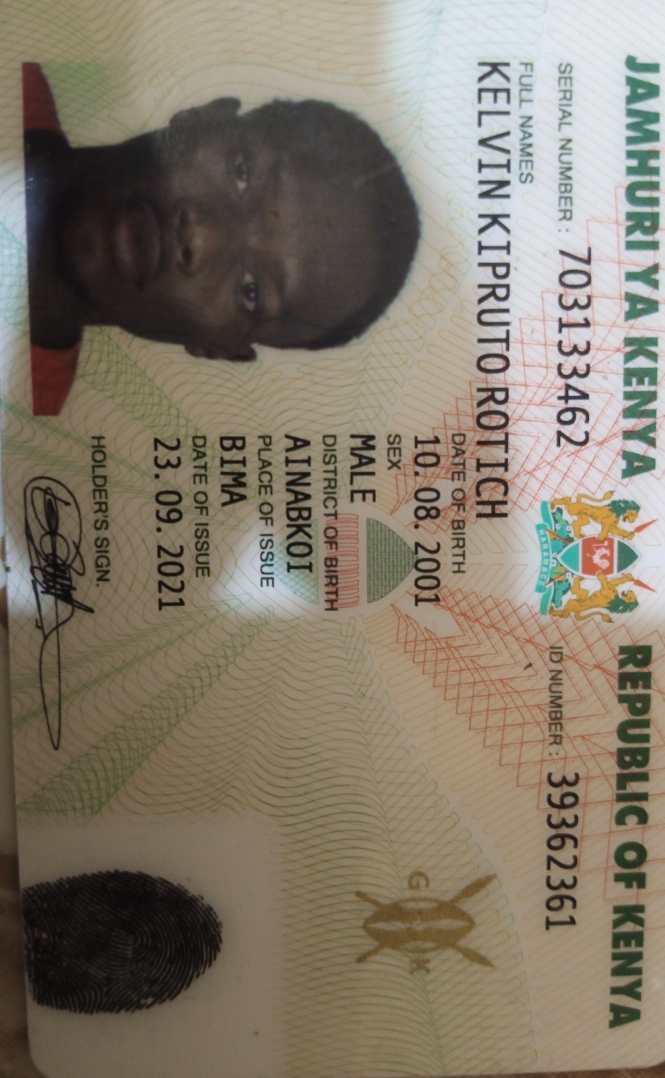 JAMHURI YA KENYA
REPUBLIC OF KENYA
SERIAL NUMBER: 703133462
ID NUMBER: 39362361
FULL NAMES
KELVIN KIPRUTO ROTICH
DATE OF BIRTH
10.08.2001
SEX
MALE
DISTRICT OF BIRTH
AINABKOI
PLACE OF ISSUE
BIMA
DATE OF ISSUE
23.09.2021
HOLDER'S SIGN.
HARAMBEE
G K